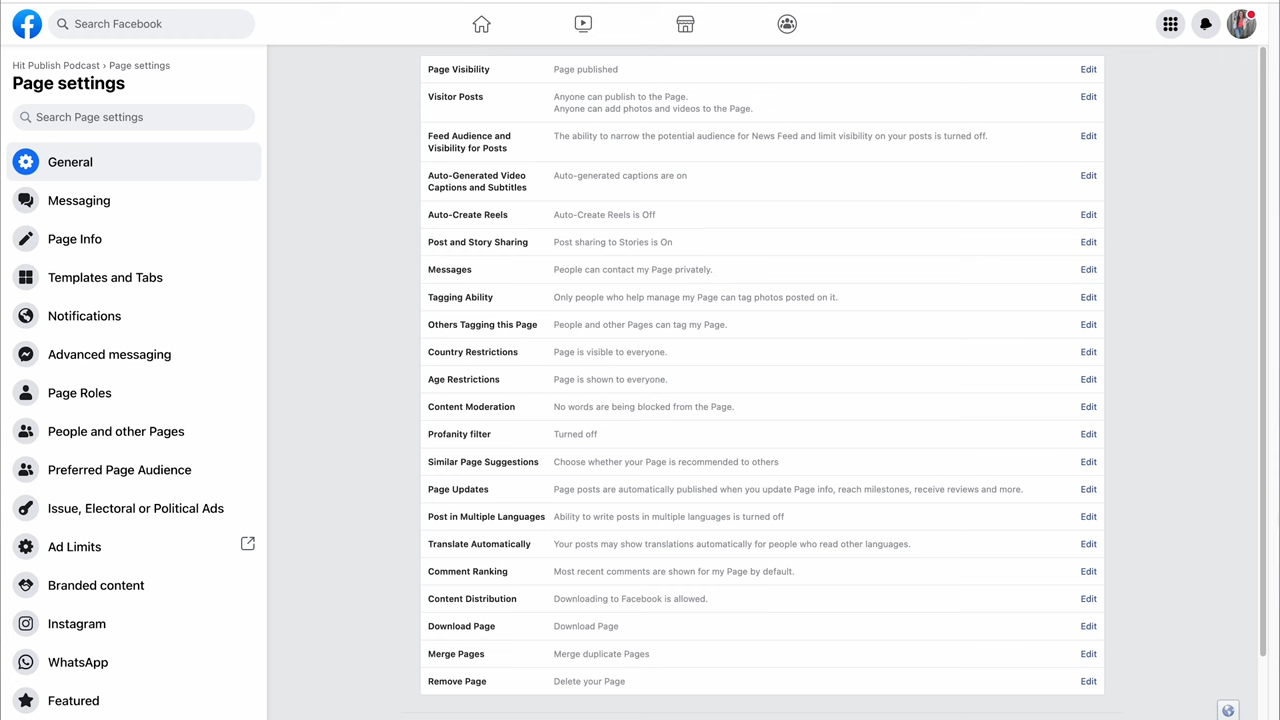 Search Facebook
Hit Publish Podcast › Page settings
Page settings
Search Page settings
General
Messaging
Page Info
Templates and Tabs
Notifications
Advanced messaging
Page Roles
People and other Pages
Preferred Page Audience
Issue, Electoral or Political Ads
Ad Limits
Branded content
Instagram
WhatsApp
Featured
Page Visibility Page published Edit
Visitor Posts Anyone can publish to the Page. Edit
Anyone can add photos and videos to the Page.
Feed Audience and The ability to narrow the potential audience for News Feed and limit visibility on your posts is turned off. Edit
Visibility for Posts
Auto-Generated Video Auto-generated captions are on Edit
Captions and Subtitles
Auto-Create Reels Auto-Create Reels is Off Edit
Post and Story Sharing Post sharing to Stories is On Edit
Messages People can contact my Page privately. Edit
Tagging Ability Only people who help manage my Page can tag photos posted on it. Edit
Others Tagging this Page People and other Pages can tag my Page. Edit
Country Restrictions Page is visible to everyone. Edit
Age Restrictions Page is shown to everyone. Edit
Content Moderation No words are being blocked from the Page. Edit
Profanity filter Turned off Edit
Similar Page Suggestions Choose whether your Page is recommended to others Edit
Page Updates Page posts are automatically published when you update Page info, reach milestones, receive reviews and more. Edit
Post in Multiple Languages Ability to write posts in multiple languages is turned off Edit
Translate Automatically Your posts may show translations automatically for people who read other languages. Edit
Comment Ranking Most recent comments are shown for my Page by default. Edit
Content Distribution Downloading to Facebook is allowed. Edit
Download Page Download Page Edit
Merge Pages Merge duplicate Pages Edit
Remove Page Delete your Page Edit